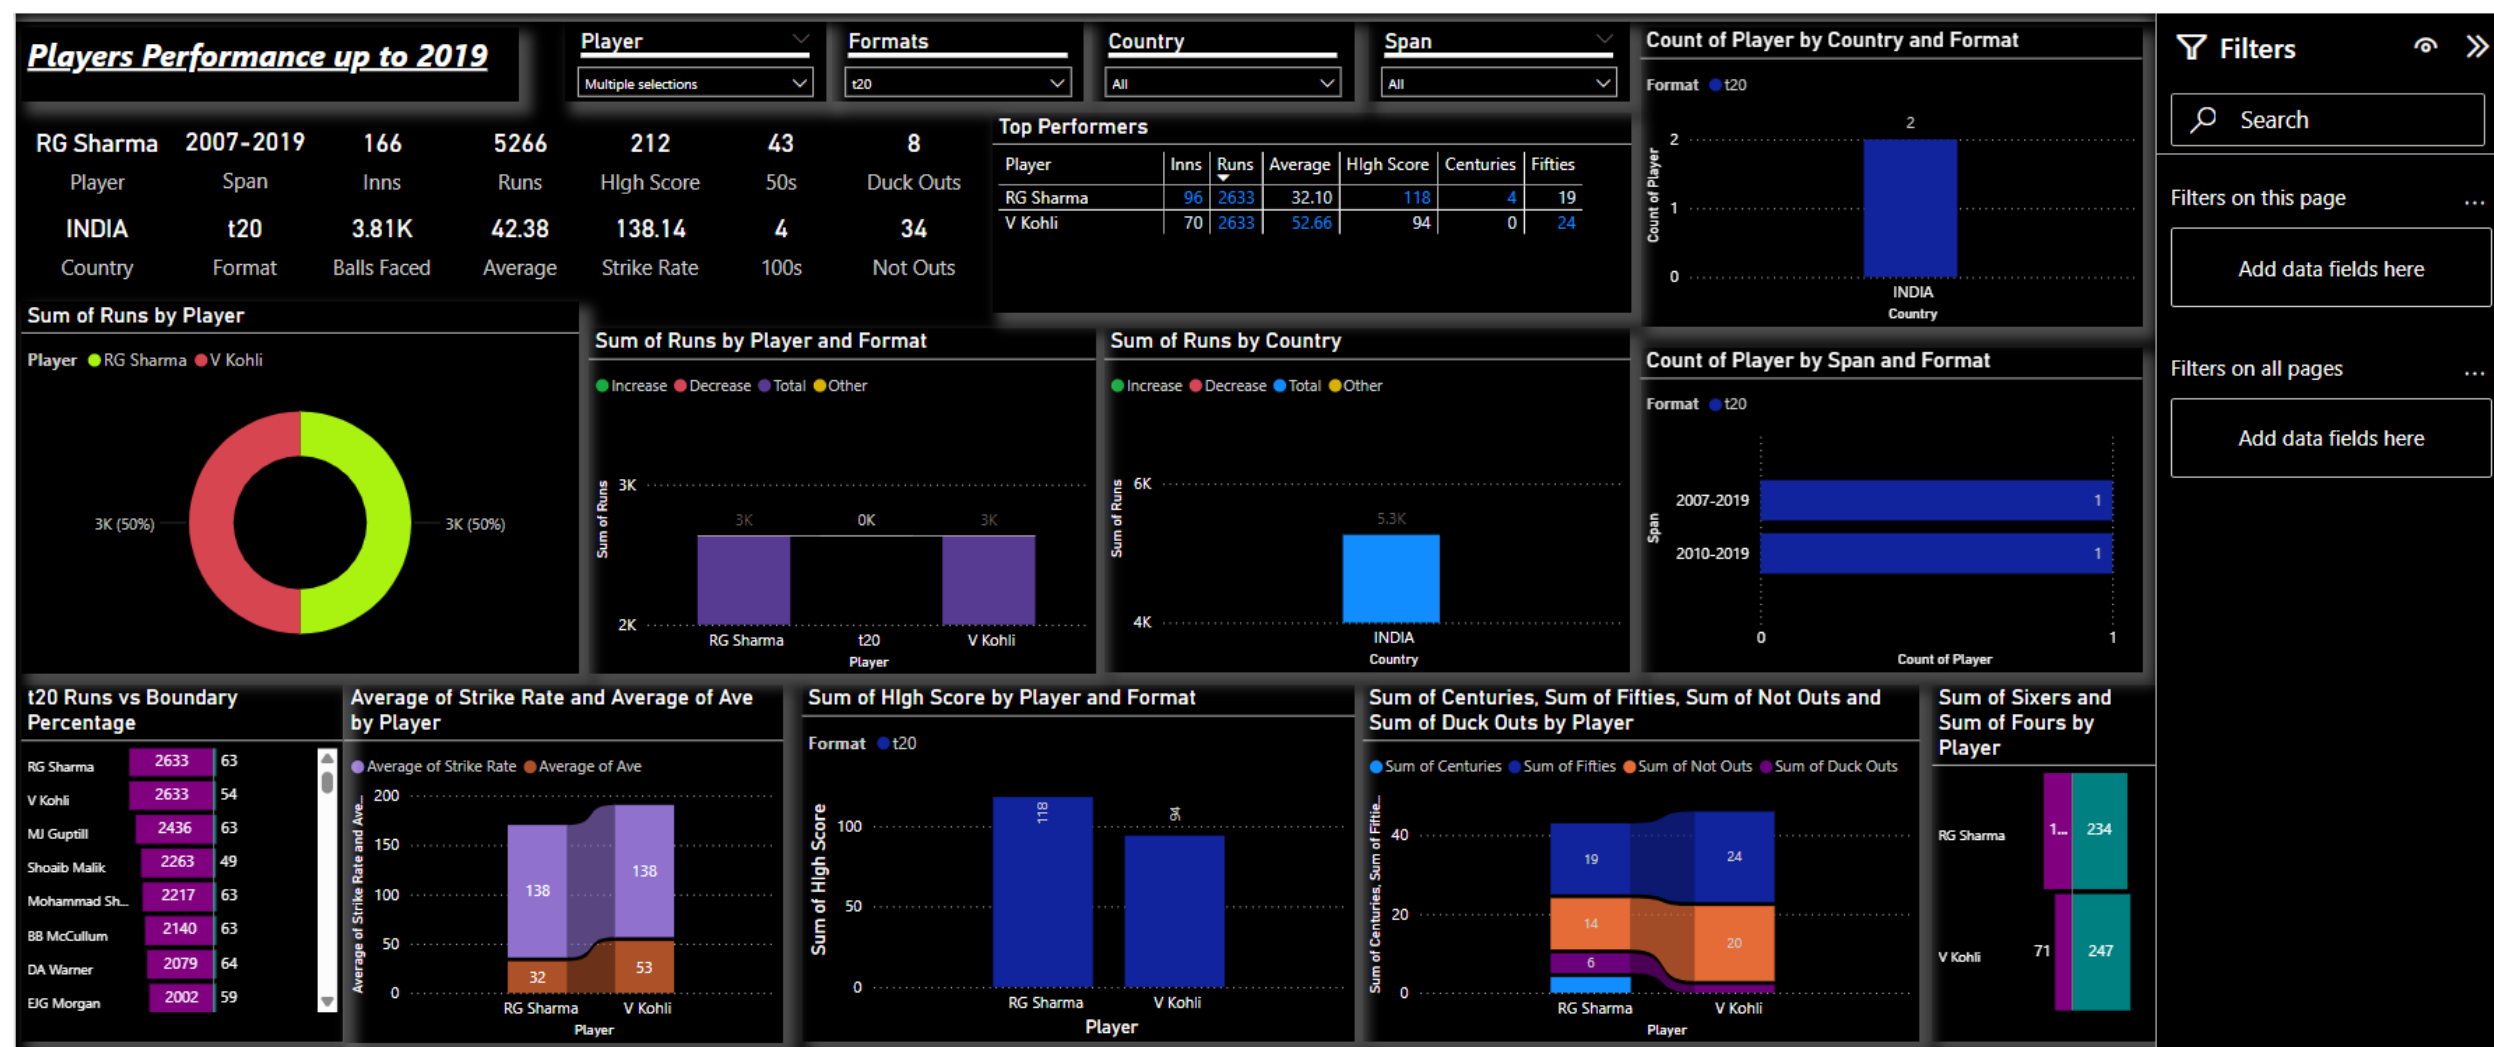 Players Performance up to 2019
Player
Multiple selections
Formats
t20
Country
All
Span
All
RG Sharma 2007-2019 166 5266 212 43 8
Player Span Inns Runs HIgh Score 50s Duck Outs
INDIA t20 3.81K 42.38 138.14 4 34
Country Format Balls Faced Average Strike Rate 100s Not Outs
Top Performers
Player Inns Runs Average HIgh Score Centuries Fifties
RG Sharma 96 2633 32.10 118 4 19
V Kohli 70 2633 52.66 94 0 24
Count of Player by Country and Format
Format t20
Count of Player
2
2
1
0
INDIA
Country
Filters
Search
Filters on this page ...
Add data fields here
Filters on all pages ...
Add data fields here
Sum of Runs by Player
Player RG Sharma V Kohli
3K (50%) 3K (50%)
Sum of Runs by Player and Format
Increase Decrease Total Other
Sum of Runs
3K
3K 0K 3K
2K
RG Sharma t20 V Kohli
Player
Sum of Runs by Country
Increase Decrease Total Other
Sum of Runs
6K
5.3K
4K
INDIA
Country
Count of Player by Span and Format
Format t20
Span
2007-2019 1
2010-2019 1
0 1
Count of Player
t20 Runs vs Boundary
Percentage
RG Sharma 2633 63
V Kohli 2633 54
MJ Guptill 2436 63
Shoaib Malik 2263 49
Mohammad Sh... 2217 63
BB McCullum 2140 63
DA Warner 2079 64
EJG Morgan 2002 59
Average of Strike Rate and Average of Ave
by Player
Average of Strike Rate Average of Ave
Average of Strike Rate and Ave...
200
150
100
50
0
138 138
32 53
RG Sharma V Kohli
Player
Sum of HIgh Score by Player and Format
Format t20
Sum of HIgh Score
100
50
0
118 94
RG Sharma V Kohli
Player
Sum of Centuries, Sum of Fifties, Sum of Not Outs and
Sum of Duck Outs by Player
Sum of Centuries Sum of Fifties Sum of Not Outs Sum of Duck Outs
Sum of Centuries, Sum of Fiftie...
40
20
0
19 24
14 20
6
RG Sharma V Kohli
Player
Sum of Sixers and
Sum of Fours by
Player
RG Sharma 1... 234
V Kohli 71 247